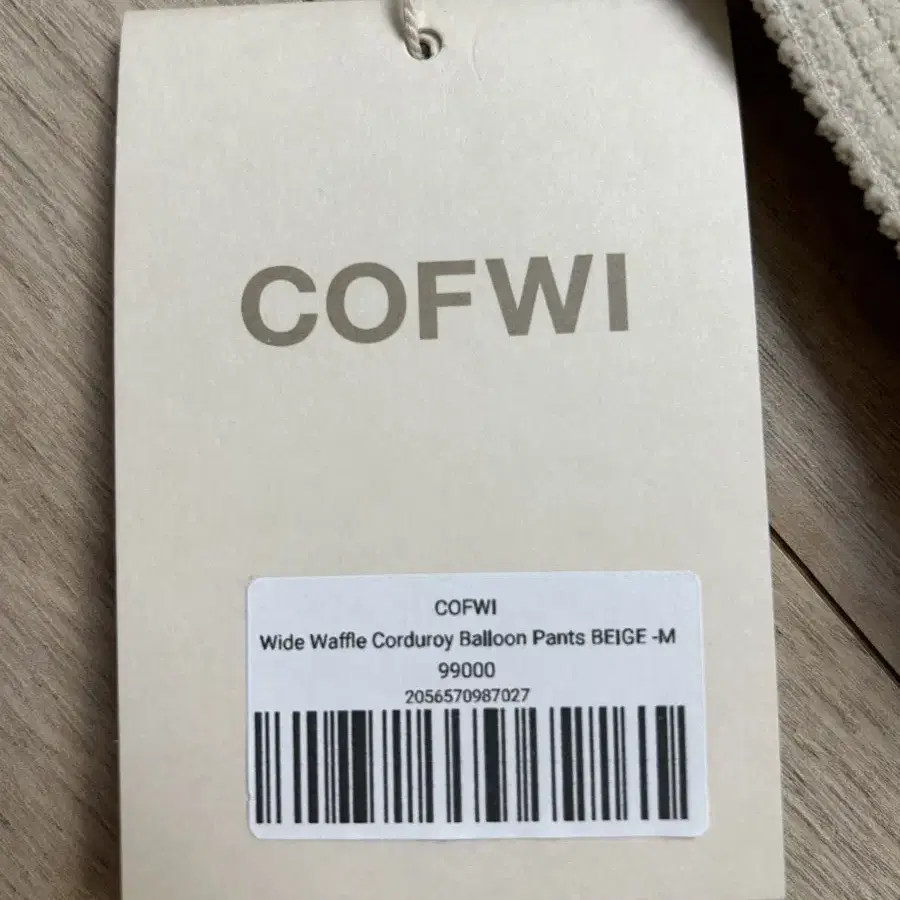 COFWI
COFWI
Wide Waffle Corduroy Balloon Pants BEIGE -M
99000
2056570987027